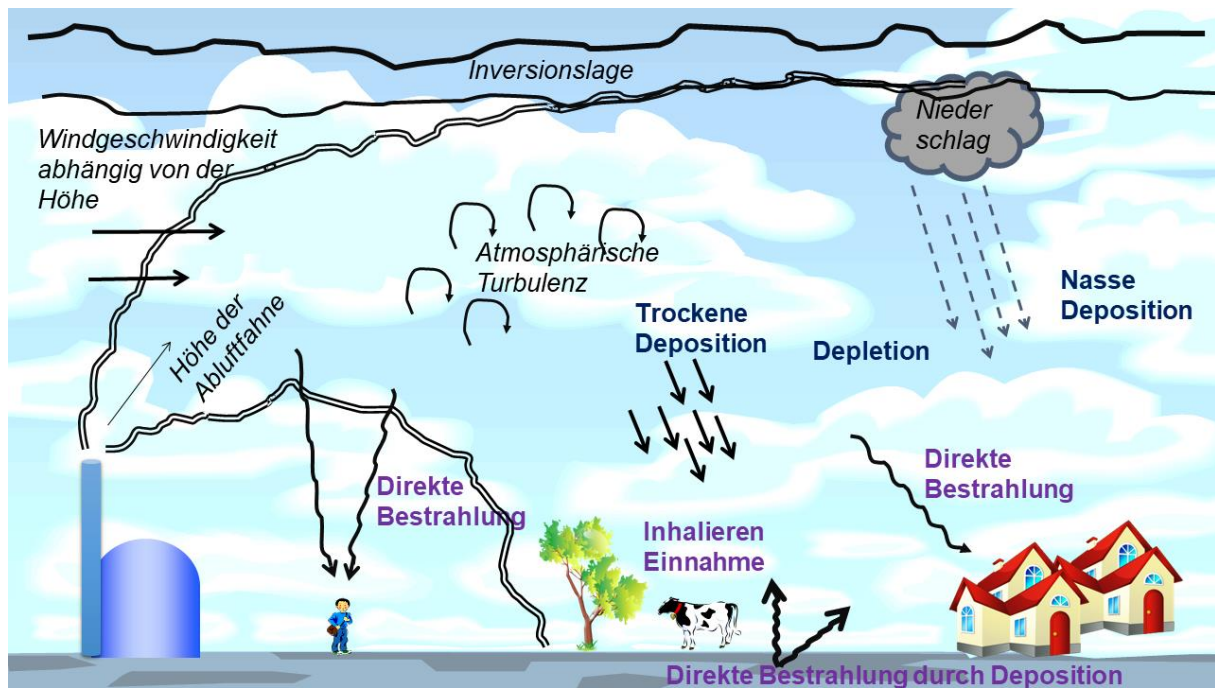 Inversionslage
Windgeschwindigkeit
abhängig von der
Höhe
Nieder
schlag
Atmosphärische
Turbulenz
Höhe der
Abluftfahne
Trockene
Deposition
Depletion
Nasse
Deposition
Direkte
Bestrahlung
Inhalieren
Einnahme
Direkte
Bestrahlung
Direkte Bestrahlung durch Deposition